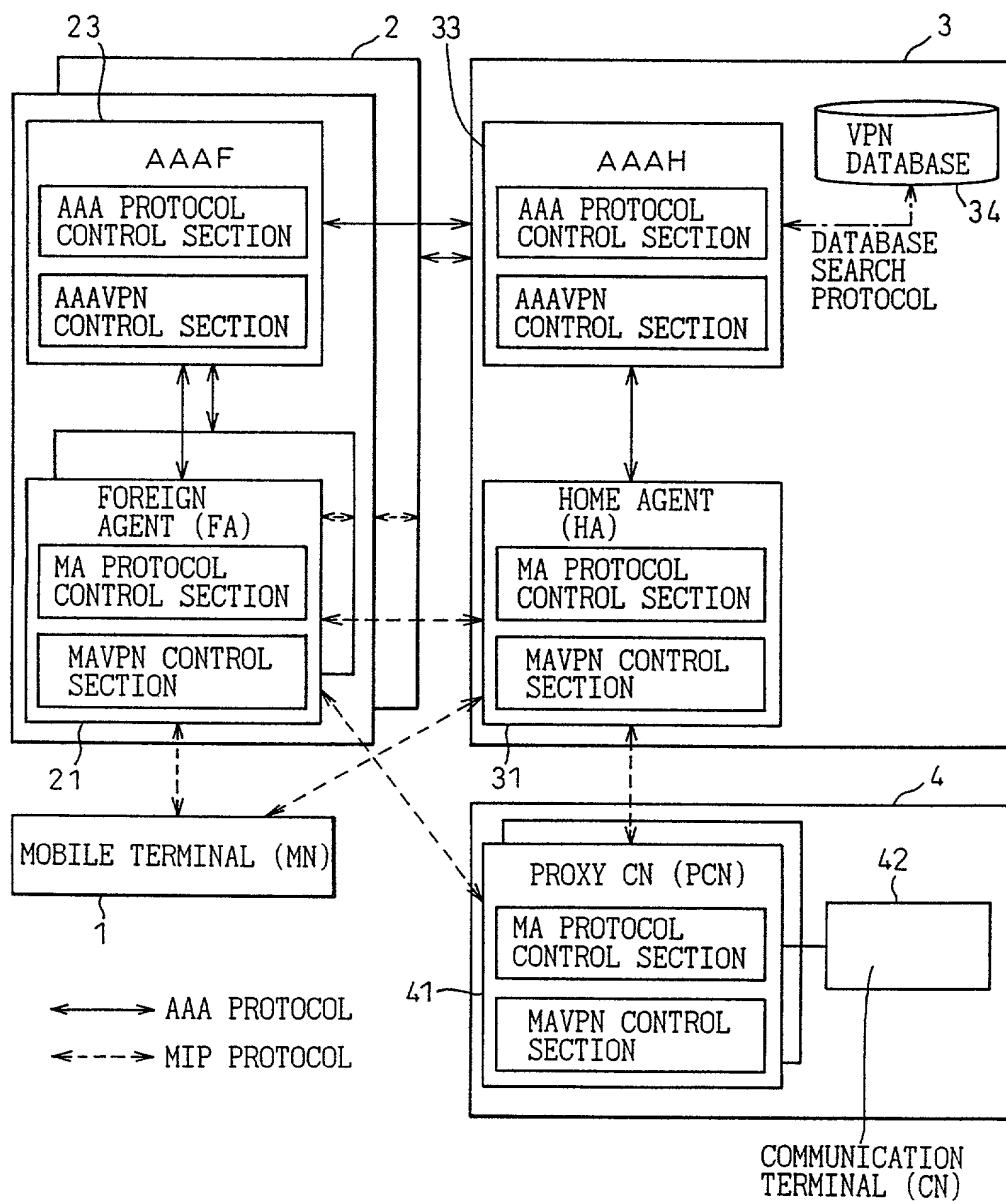 23
2
33
3
AAAF
AAA PROTOCOL
CONTROL SECTION
AAAVPN
CONTROL SECTION
AAAH
AAA PROTOCOL
CONTROL SECTION
AAAVPN
CONTROL SECTION
VPN
DATABASE
34
DATABASE
SEARCH
PROTOCOL
FOREIGN
AGENT (FA)
MA PROTOCOL
CONTROL SECTION
MAVPN CONTROL
SECTION
21
HOME AGENT
(HA)
MA PROTOCOL
CONTROL SECTION
MAVPN CONTROL
SECTION
31
MOBILE TERMINAL (MN)
1
4
PROXY CN (PCN)
MA PROTOCOL
CONTROL SECTION
MAVPN CONTROL
SECTION
41
42
AAA PROTOCOL
MIP PROTOCOL
COMMUNICATION
TERMINAL (CN)